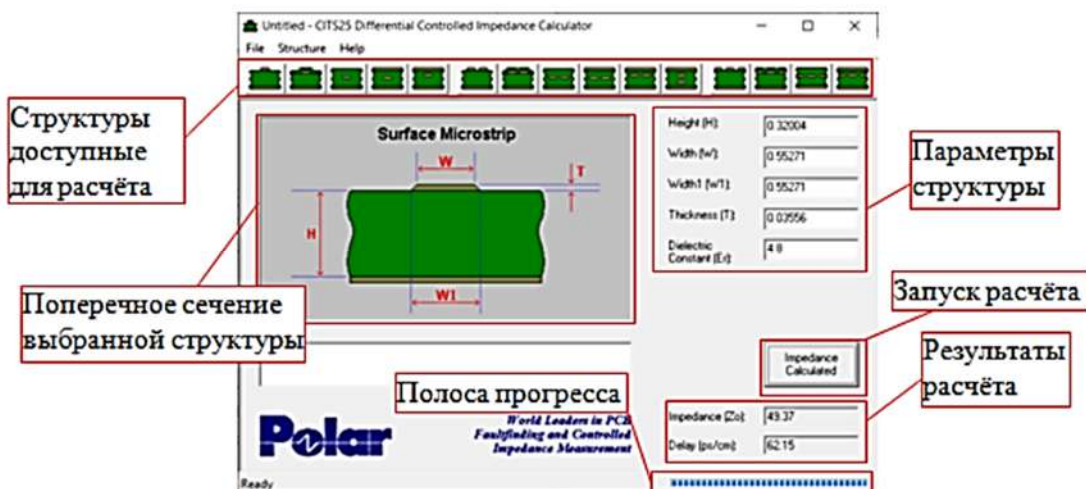 Untitled - CITS25 Differential Controlled Impedance Calculator
File Structure Help
Структуры
доступные
для расчёта
Surface Microstrip
W
T
H
W1
Height (H):
0.32004
Width (W):
0.55271
Width1 (W1):
0.55271
Thickness (T):
0.03556
Dielectric
Constant (Er):
4.8
Параметры
структуры
Поперечное сечение
выбранной структуры
Запуск расчёта
Impedance
Calculated
Результаты
расчёта
Полоса прогресса
Impedance (Zo):
49.37
Delay (ps/cm):
62.15
Polar
World Leaders in PCB
Faultfinding and Controlled
Impedance Measurement
Ready